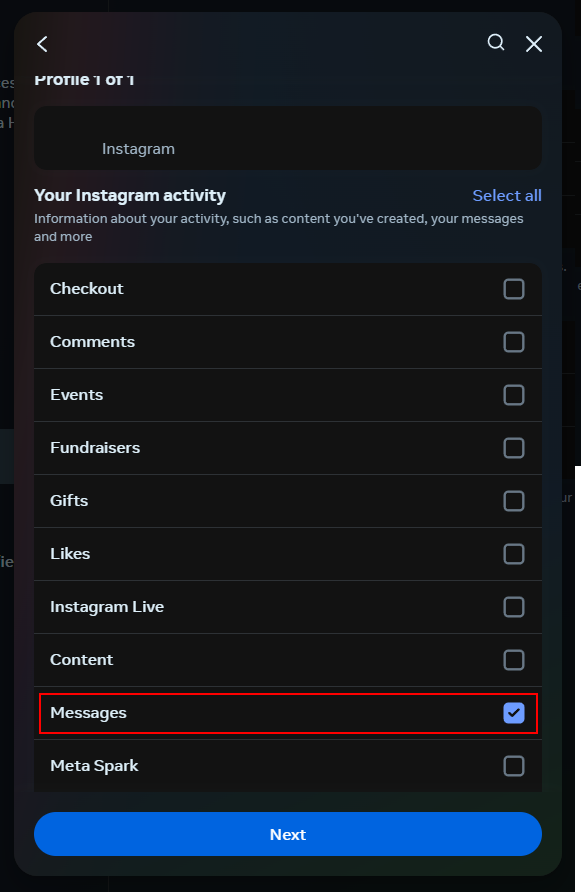 Profile 1 of 1
Instagram
Your Instagram activity
Select all
Information about your activity, such as content you've created, your messages
and more
Checkout
Comments
Events
Fundraisers
Gifts
Likes
Instagram Live
Content
Messages
Meta Spark
Next